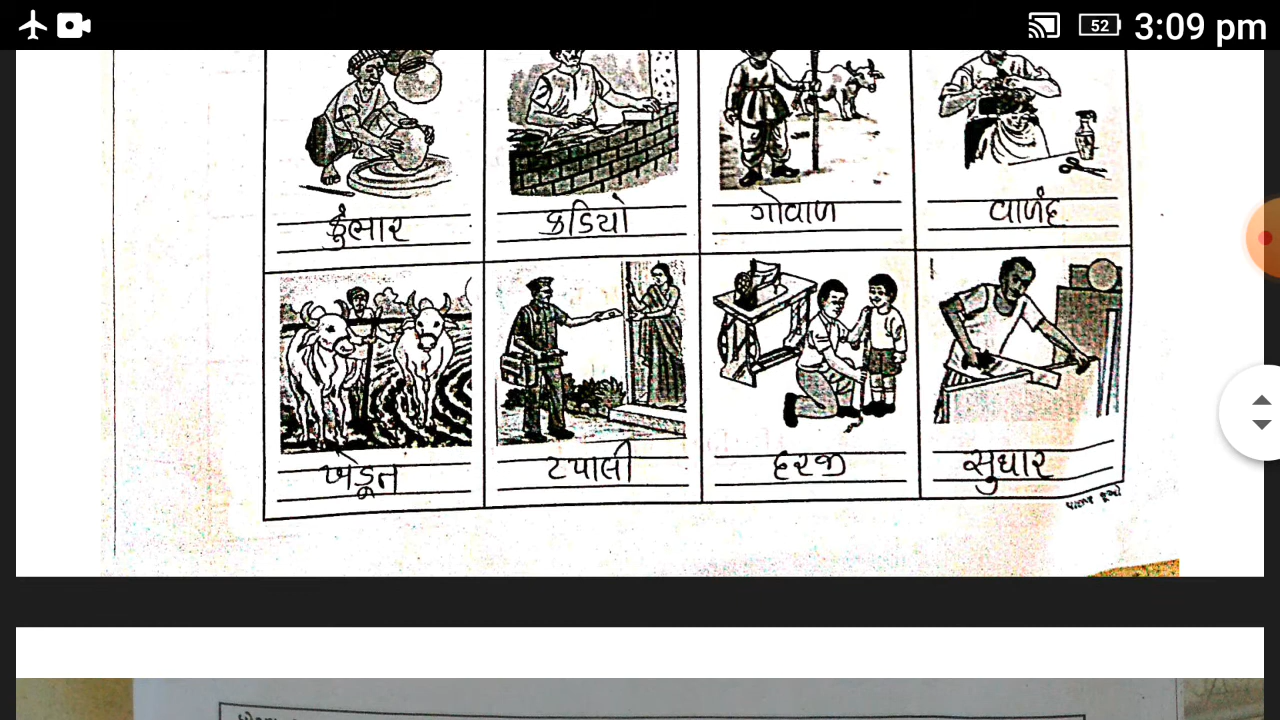 52 3:09 pm
કુંભાર
કડિયો
ગોવાળ
વાળંદ
ખેડૂત
ટપાલી
દરજી
સુથાર